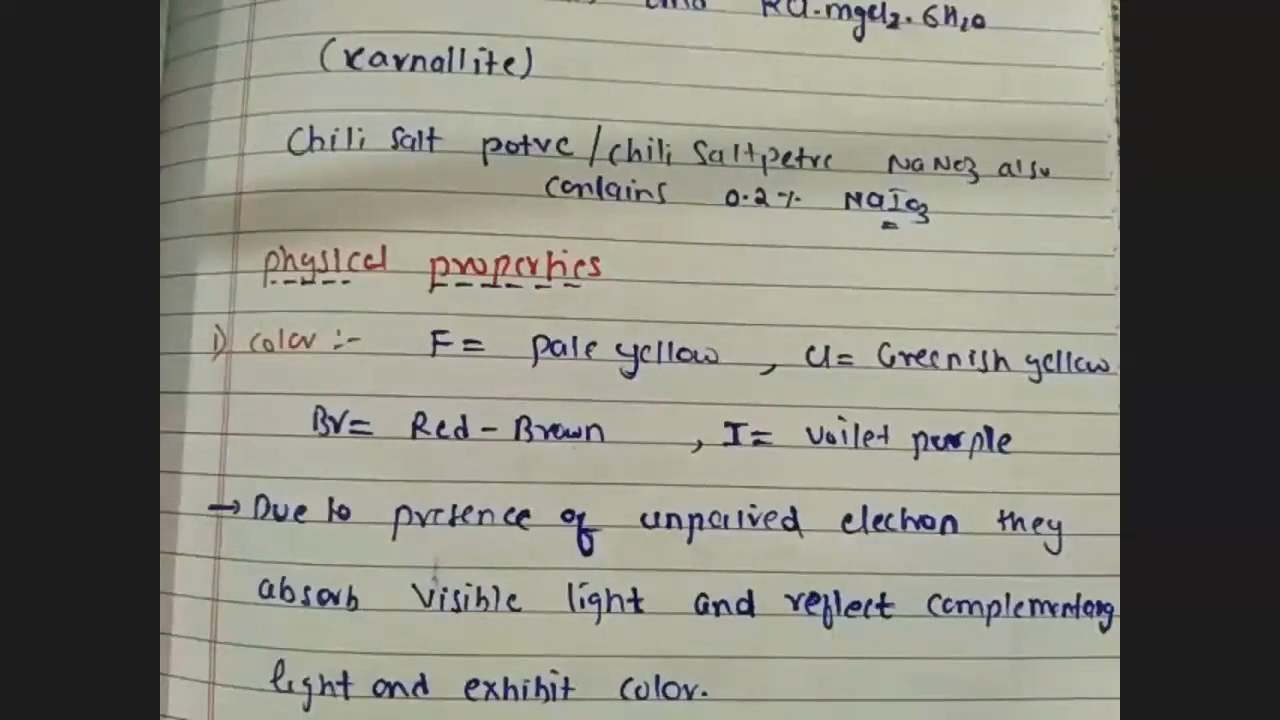 KCl.mgcl2.6H2O
(karnallite)
Chili salt potre/chili saltpetre NaNO3 also
contains 0.2% NaIO3
physical properties
1) color :- F= pale yellow, Cl= Greenish yellow
Br= Red-Brown, I= voilet purple
→ Due to presence of unpaired electron they
absorb visible light and reflect complementary
light and exhibit color.